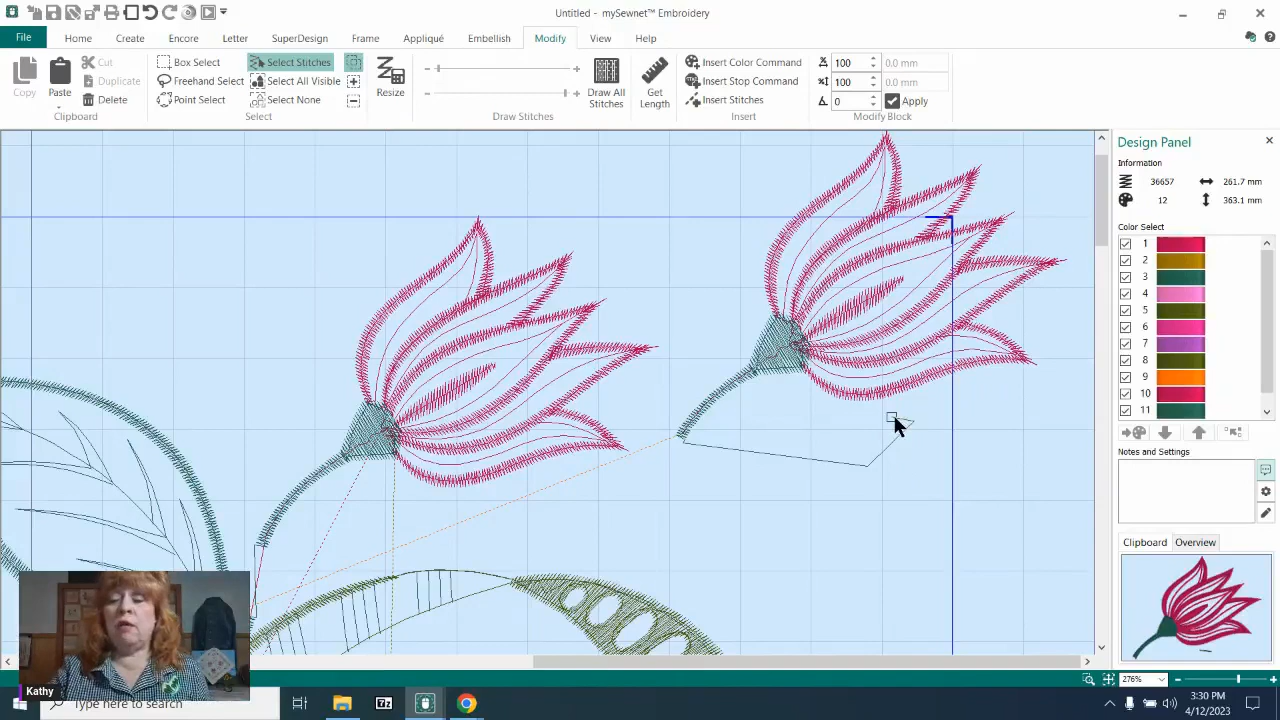 Untitled - mySewnet™ Embroidery
File Home Create Encore Letter SuperDesign Frame Appliqué Embellish Modify View Help
Copy Paste Cut Duplicate Delete
Clipboard
Box Select Select Stitches
Freehand Select Select All Visible
Point Select Select None
Select
Resize
Draw All Stitches
Draw Stitches
Get Length
Insert Color Command
Insert Stop Command
Insert Stitches
Insert
100 0.0 mm
100 0.0 mm
0 Apply
Modify Block
Design Panel
Information
36657 261.7 mm
12 363.1 mm
Color Select
1
2
3
4
5
6
7
8
9
10
11
Notes and Settings
Clipboard Overview
276%
Kathy
Type here to search
7z
3:30 PM
4/12/2023